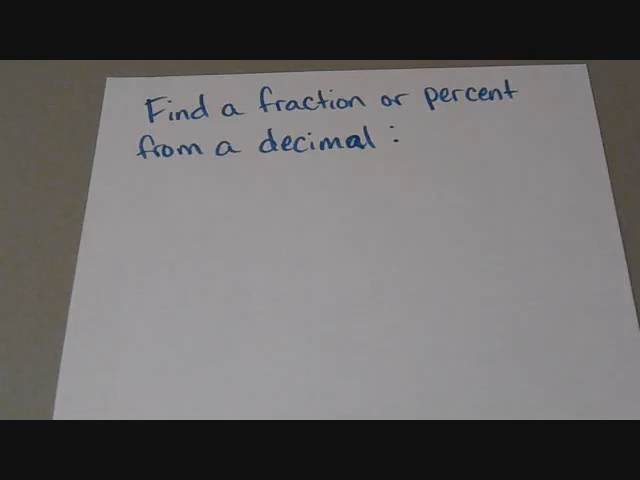 Find a fraction or percent
from a decimal :